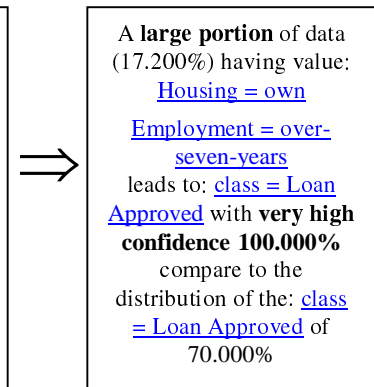 A large portion of data
(17.200%) having value:
Housing = own
Employment = over-
seven-years
leads to: class = Loan
Approved with very high
confidence 100.000%
compare to the
distribution of the: class
= Loan Approved of
70.000%